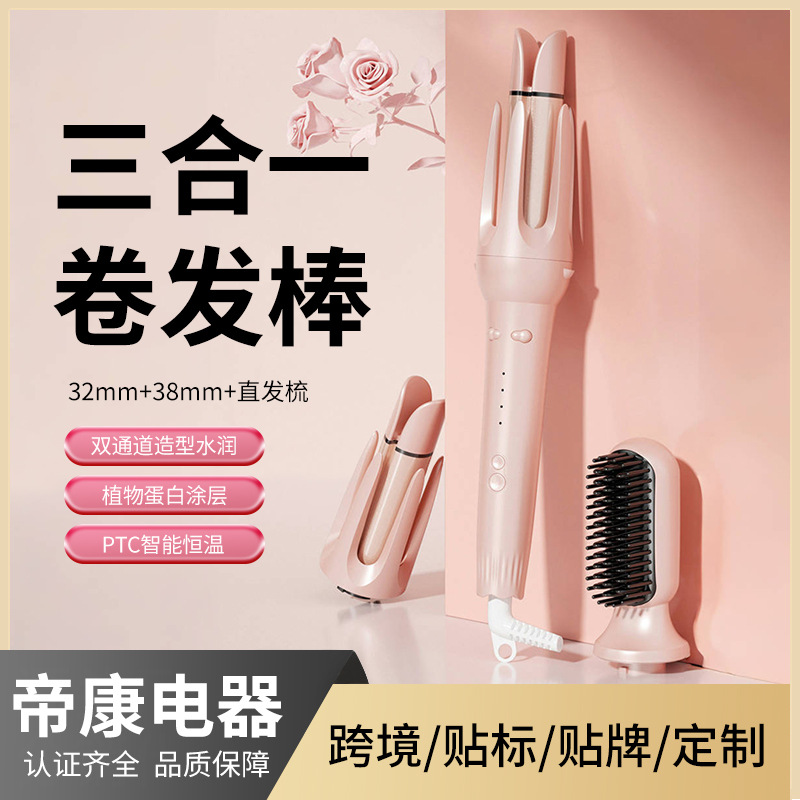 三合一
卷发棒
32mm+38mm+直发梳
双通道造型水润
植物蛋白涂层
PTC智能恒温
帝康电器
认证齐全 品质保障
跨境/贴标/贴牌/定制